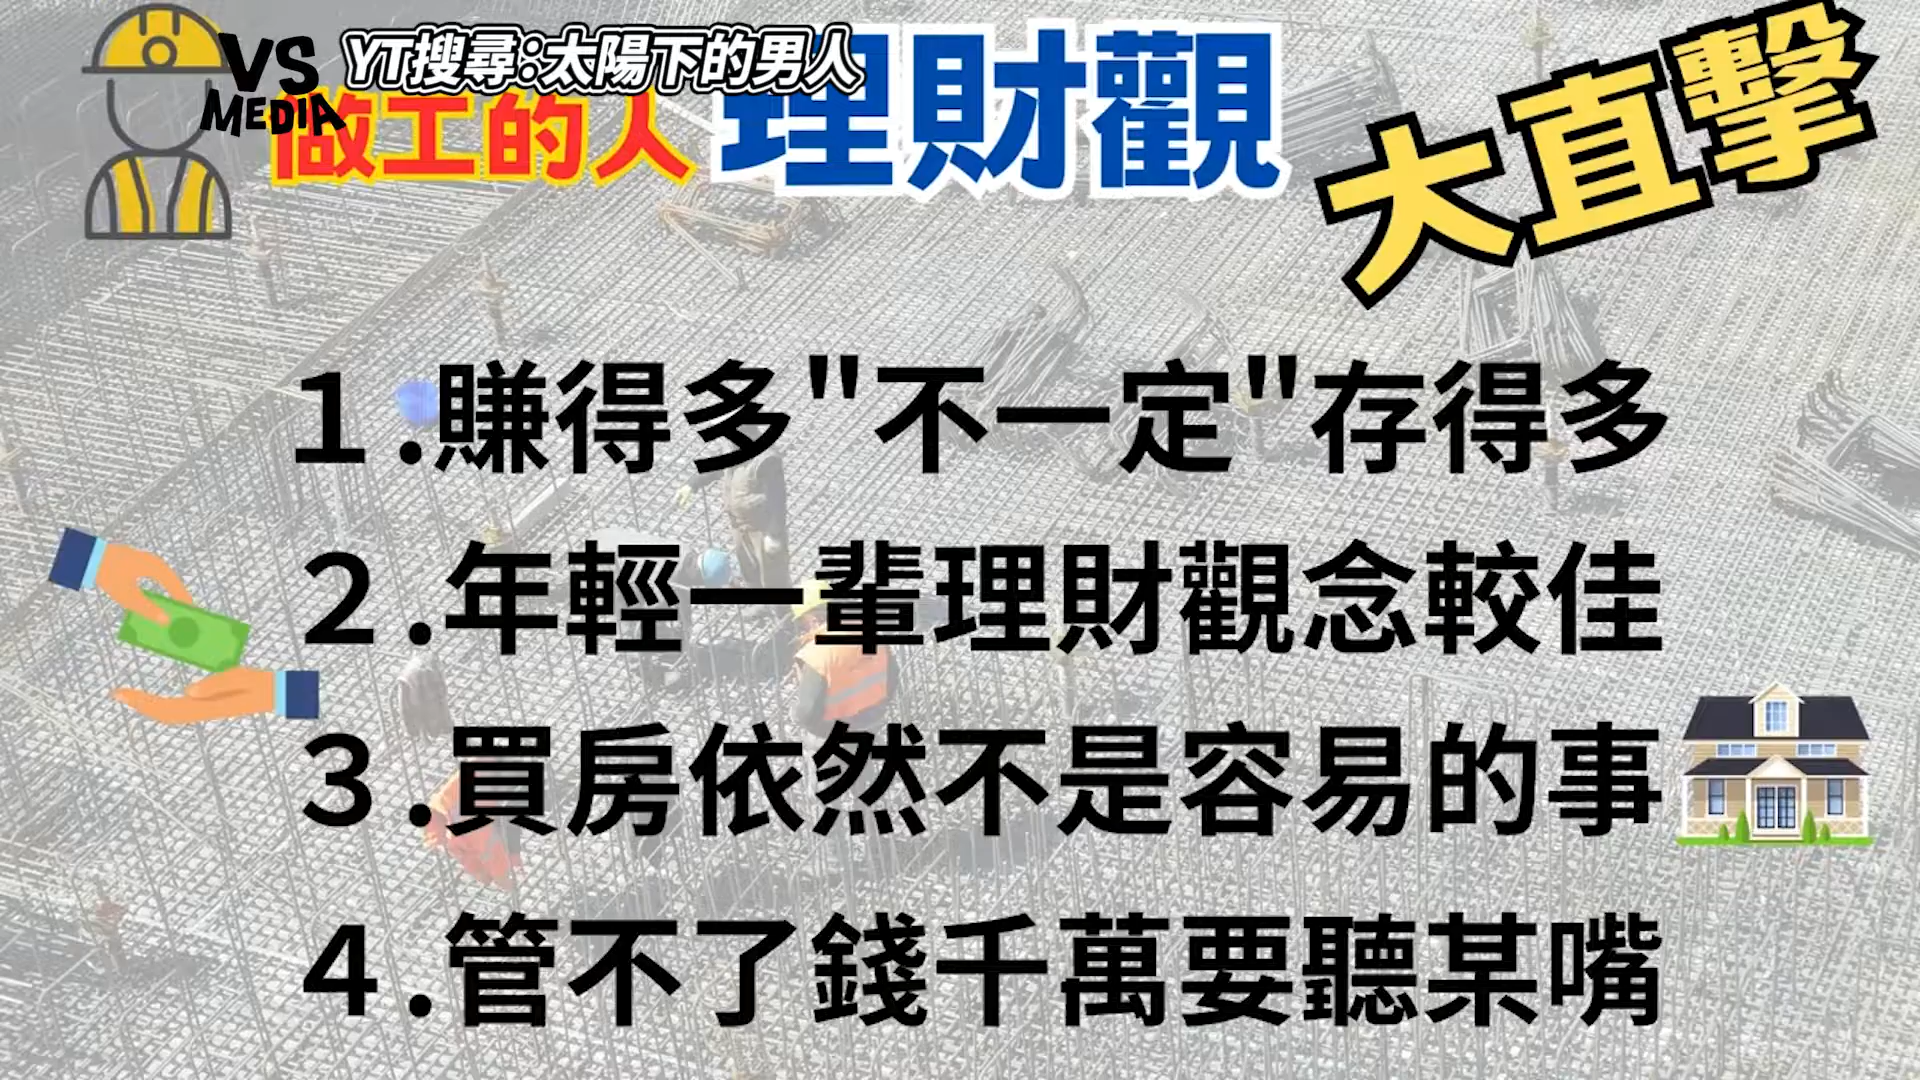 VS
MEDIA
YT搜尋:太陽下的男人
做工的人 理財觀
大直擊
1.賺得多"不一定"存得多
2.年輕一輩理財觀念較佳
3.買房依然不是容易的事
4.管不了錢千萬要聽某嘴